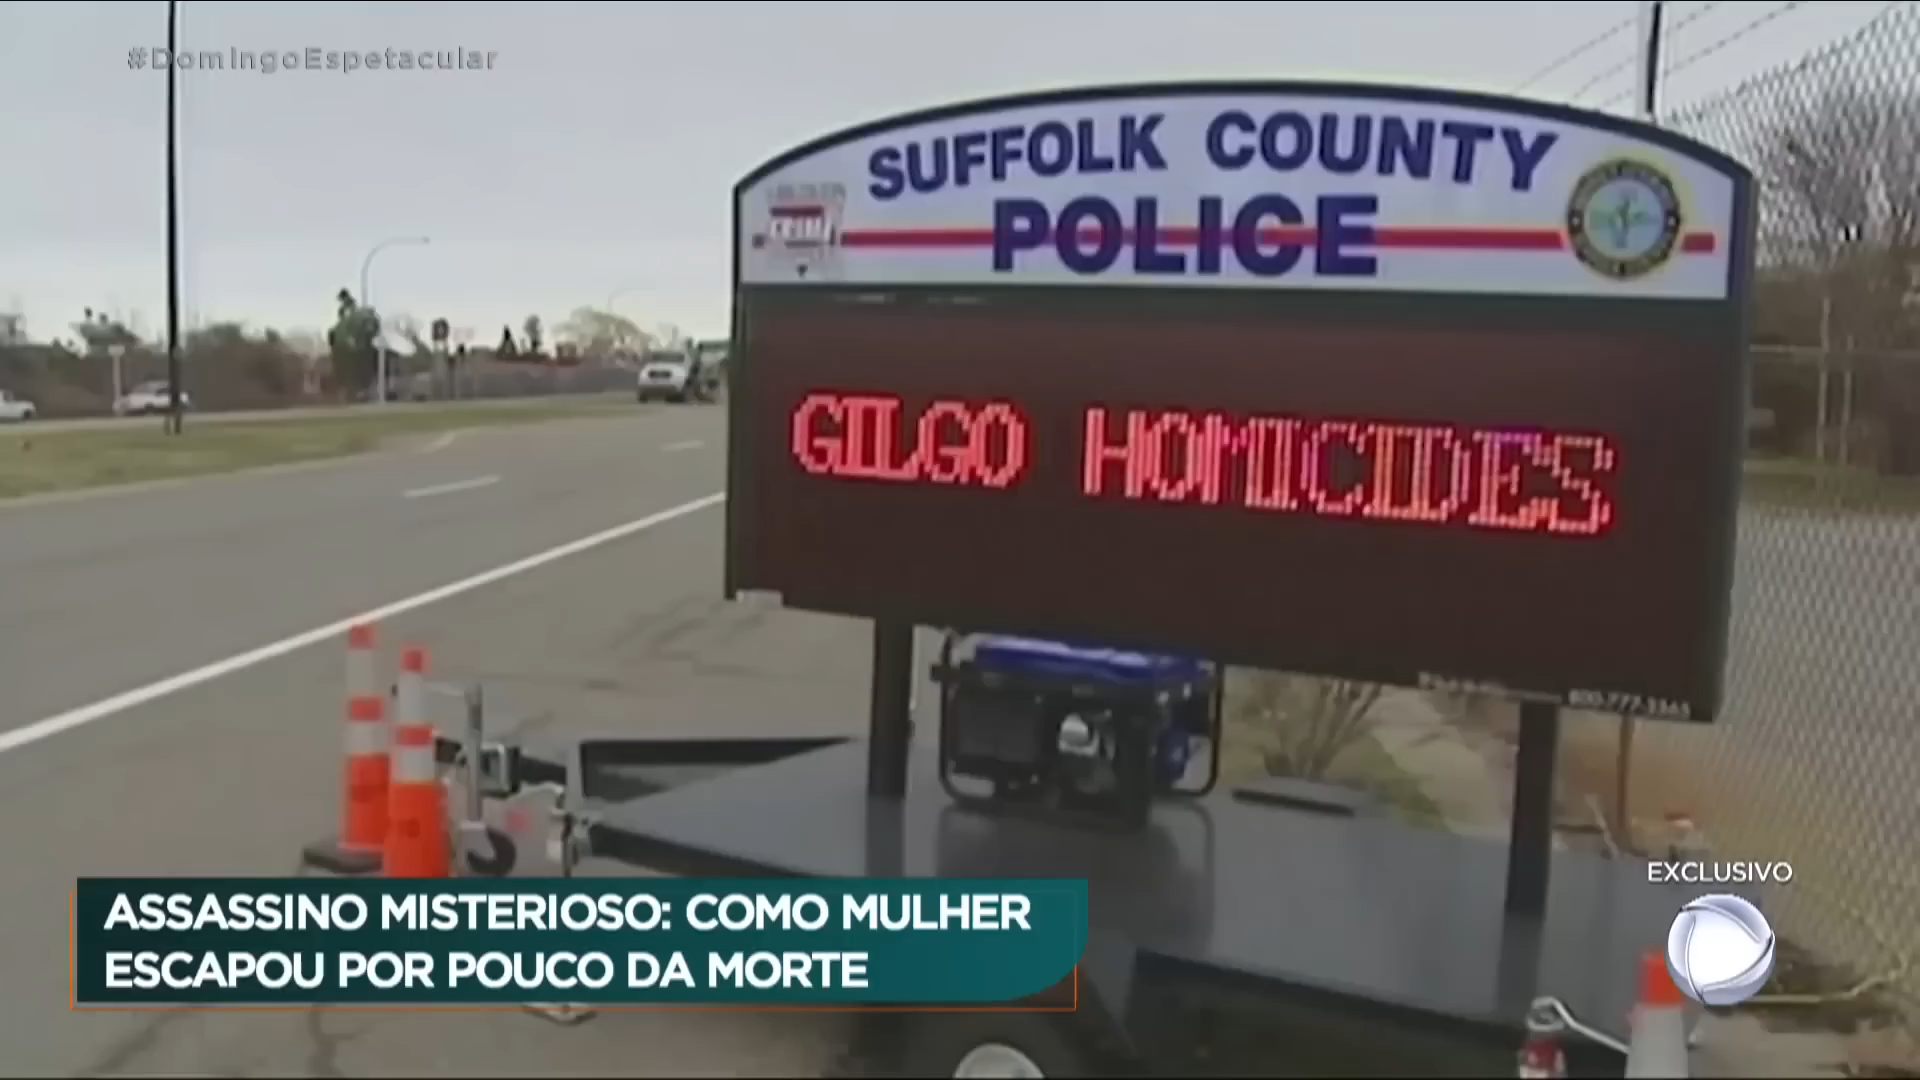 #DomingoEspetacular
SUFFOLK COUNTY
POLICE
GILGO HOMICIDES
EXCLUSIVO
ASSASSINO MISTERIOSO: COMO MULHER
ESCAPOU POR POUCO DA MORTE